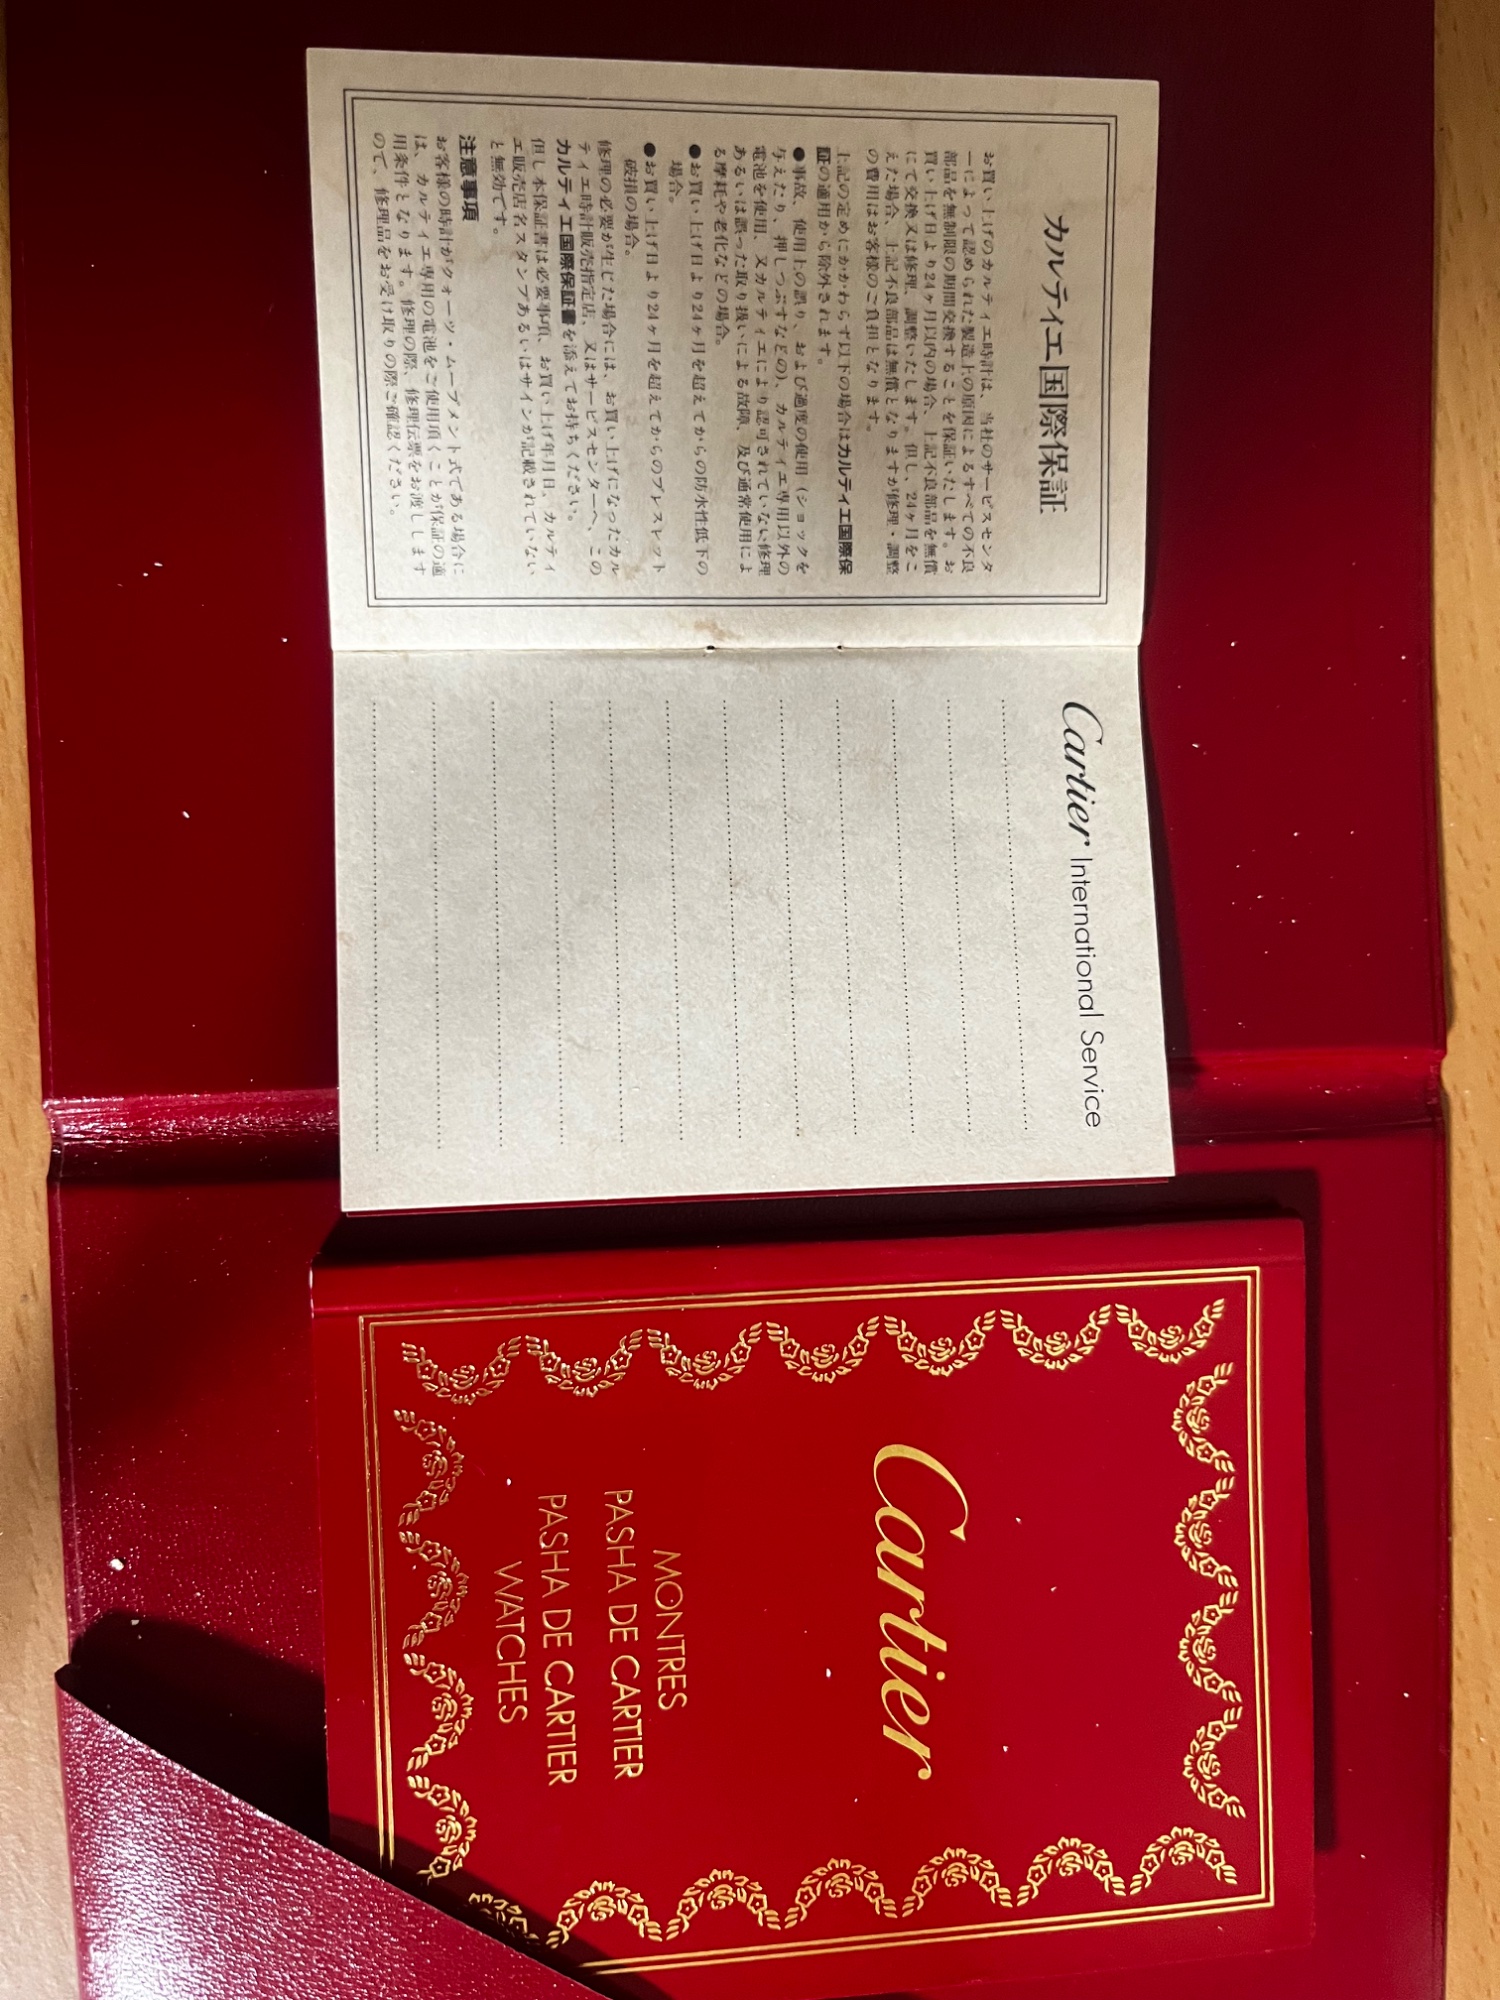 カルティエ国際保証
お買い上げのカルティエ時計は、当社のサービスセンタ
ーによって認められた製造上の原因によるすべての不良
部品を無制限の期間交換することを保証いたします。お
買い上げ日より24ヶ月以内の場合、上記不良部品を無償
にて交換又は修理、調整いたします。但し、24ヶ月をこ
えた場合、上記不良部品は無償となりますが修理・調整
の費用はお客様のご負担となります。
上記の定めにかかわらず以下の場合はカルティエ国際保
証の適用から除外されます。
●事故、使用上の誤り、および過度の使用（ショックを
与えたり、押しつぶすなどの）、カルティエ専用以外の
電池を使用、又カルティエにより認可されていない修理
あるいは誤った取り扱いによる故障、及び通常使用によ
る摩耗や老化などの場合。
●お買い上げ日より24ヶ月を超えてからの防水性低下の
場合。
●お買い上げ日より24ヶ月を超えてからのブレスレット
破損の場合。
修理の必要が生じた場合には、お買い上げになったカル
ティエ時計販売指定店、又はサービスセンターへ、この
カルティエ国際保証書を添えてお持ちください。
但し本保証書は必要事項、お買い上げ年月日、カルティ
エ販売店名スタンプあるいはサインが記載されていない
と無効です。
注意事項
お客様の時計がクォーツ・ムーブメント式である場合に
は、カルティエ専用の電池をご使用頂くことが保証の適
用条件となります。修理の際、修理伝票をお渡しします
ので、修理品をお受け取りの際ご確認ください。
Cartier International Service
Cartier
MONTRES
PASHA DE CARTIER
PASHA DE CARTIER
WATCHES